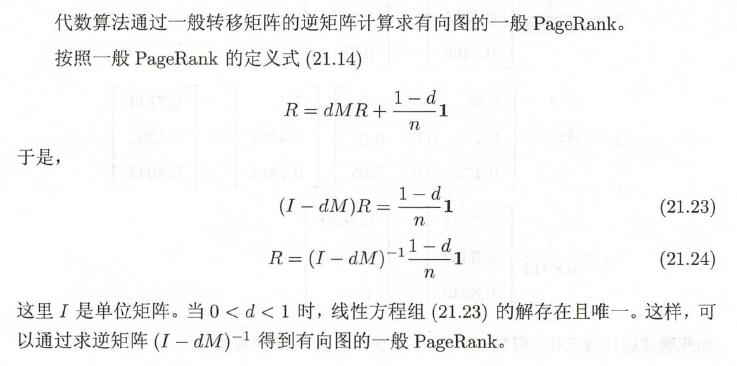 代数算法通过一般转移矩阵的逆矩阵计算求有向图的一般 PageRank。
按照一般 PageRank 的定义式 (21.14)
R = dMR + \frac{1-d}{n} 1
于是，
(I − dM)R = \frac{1-d}{n} 1 (21.23)
R = (I − dM)^{-1} \frac{1-d}{n} 1 (21.24)
这里 I 是单位矩阵。当 0 < d < 1 时，线性方程组 (21.23) 的解存在且唯一。这样，可
以通过求逆矩阵 (I − dM)^{-1} 得到有向图的一般 PageRank。